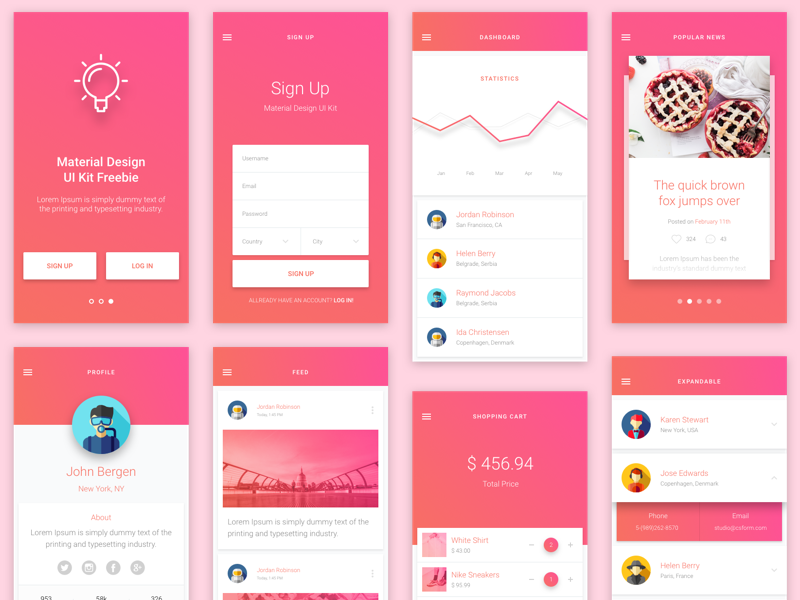 Material Design
UI Kit Freebie
Lorem Ipsum is simply dummy text of
the printing and typesetting industry.
SIGN UP
LOG IN
SIGN UP
Sign Up
Material Design UI Kit
Username
Email
Password
Country
City
SIGN UP
ALLREADY HAVE AN ACCOUNT? LOG IN!
DASHBOARD
STATISTICS
Jan Feb Mar Apr May
Jordan Robinson
San Francisco, CA
Helen Berry
Belgrade, Serbia
Raymond Jacobs
Belgrade, Serbia
Ida Christensen
Copenhagen, Denmark
POPULAR NEWS
The quick brown
fox jumps over
Posted on February 11th
324 43
Lorem Ipsum has been the
industry's standard dummy text
PROFILE
John Bergen
New York, NY
About
Lorem Ipsum is simply dummy text of
the printing and typesetting industry.
953 58k 326
FEED
Jordan Robinson
Today, 1:40 PM
Lorem Ipsum is simply dummy text of the
printing and typesetting industry.
Jordan Robinson
Today, 1:40 PM
SHOPPING CART
$ 456.94
Total Price
White Shirt
$ 43.00
2
Nike Sneakers
$ 95.99
1
EXPANDABLE
Karen Stewart
New York, USA
Jose Edwards
Copenhagen, Denmark
Phone
5-(989)262-8570
Email
studio@csform.com
Helen Berry
Paris, France